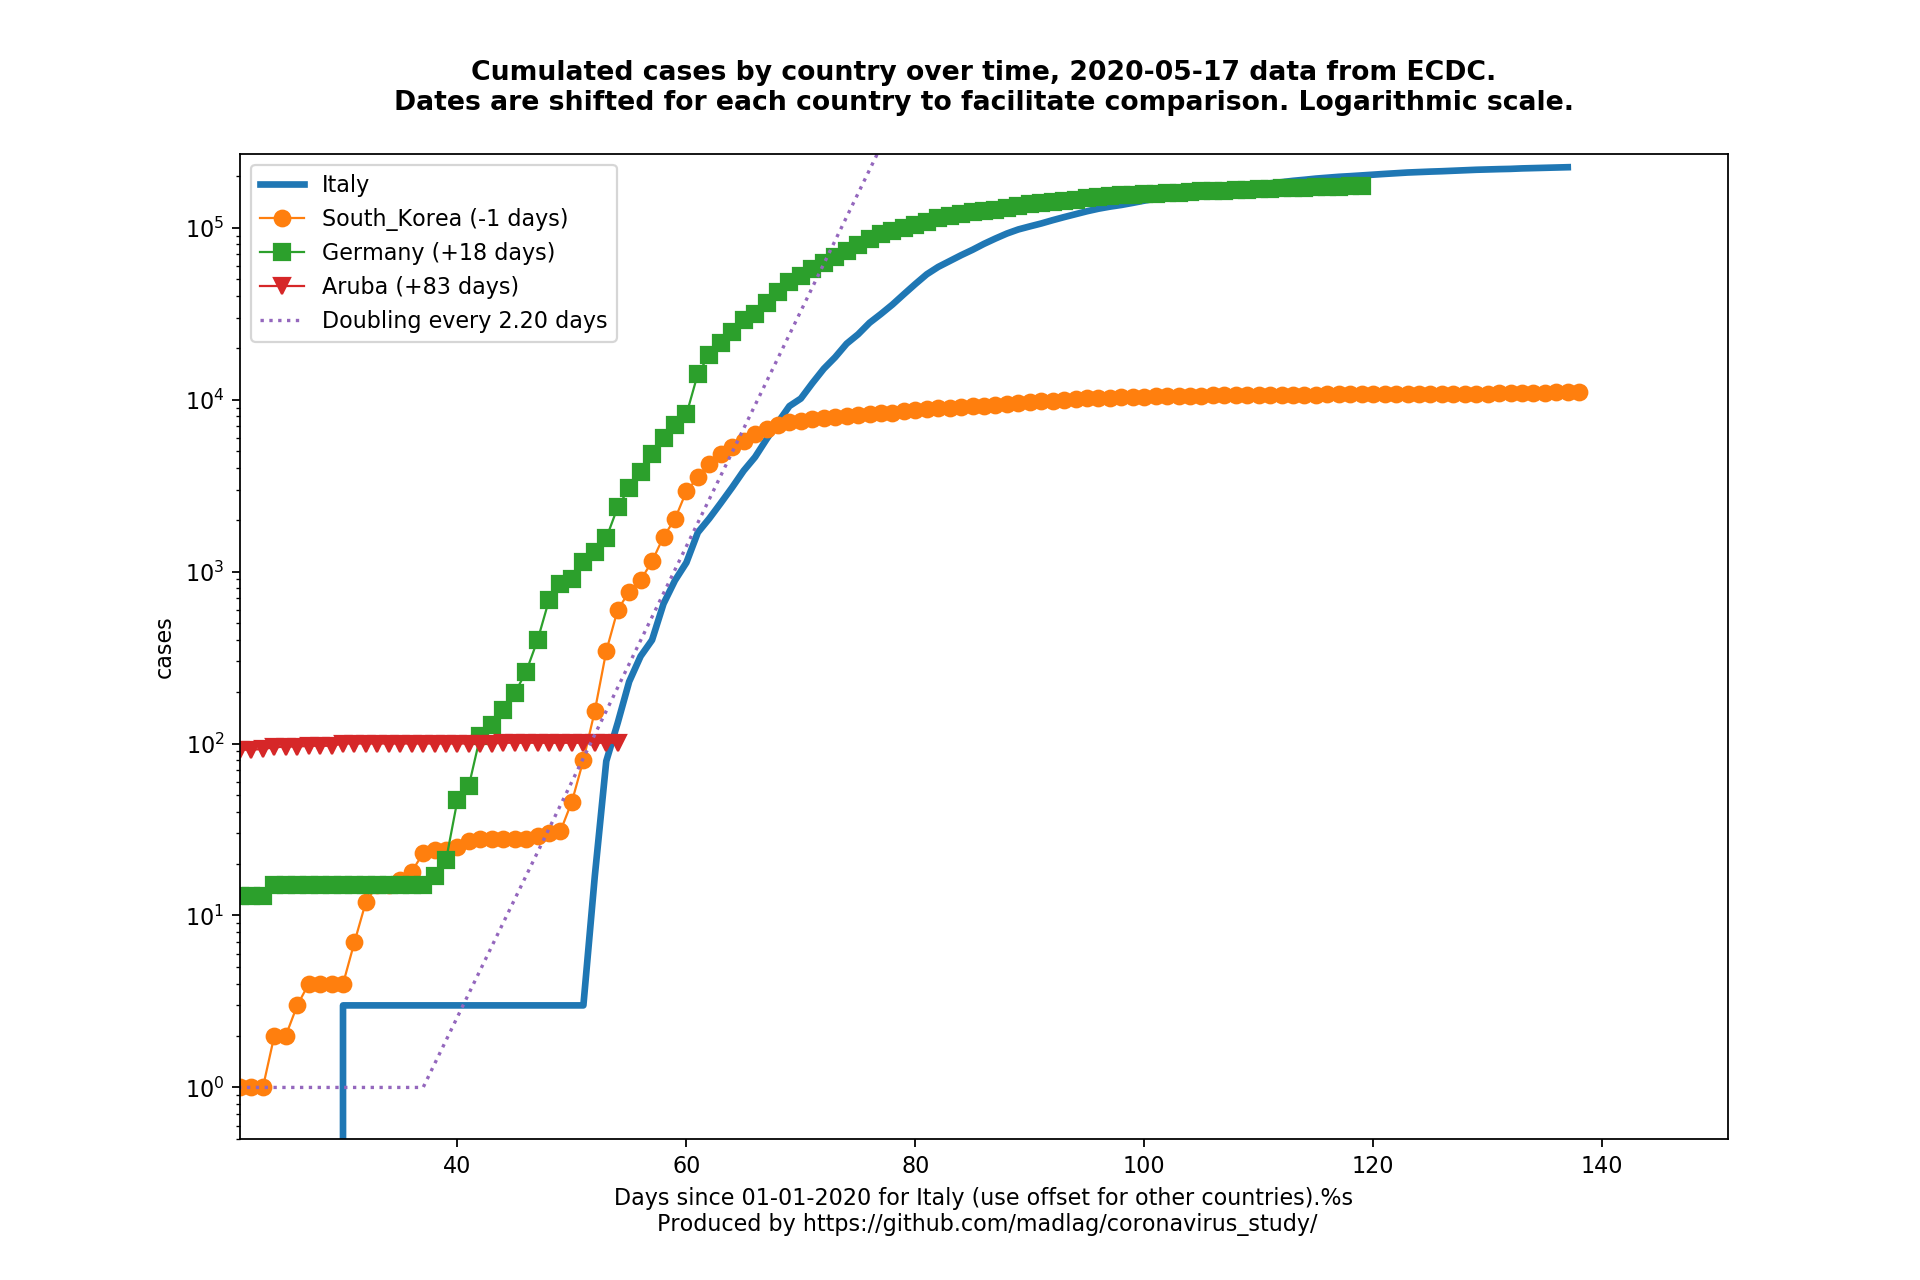 Cumulated cases by country over time, 2020-05-17 data from ECDC.
Dates are shifted for each country to facilitate comparison. Logarithmic scale.
Italy
South_Korea (-1 days)
Germany (+18 days)
Aruba (+83 days)
Doubling every 2.20 days
10^5
10^4
10^3
10^2
10^1
10^0
cases
40 60 80 100 120 140
Days since 01-01-2020 for Italy (use offset for other countries).%s
Produced by https://github.com/madlag/coronavirus_study/